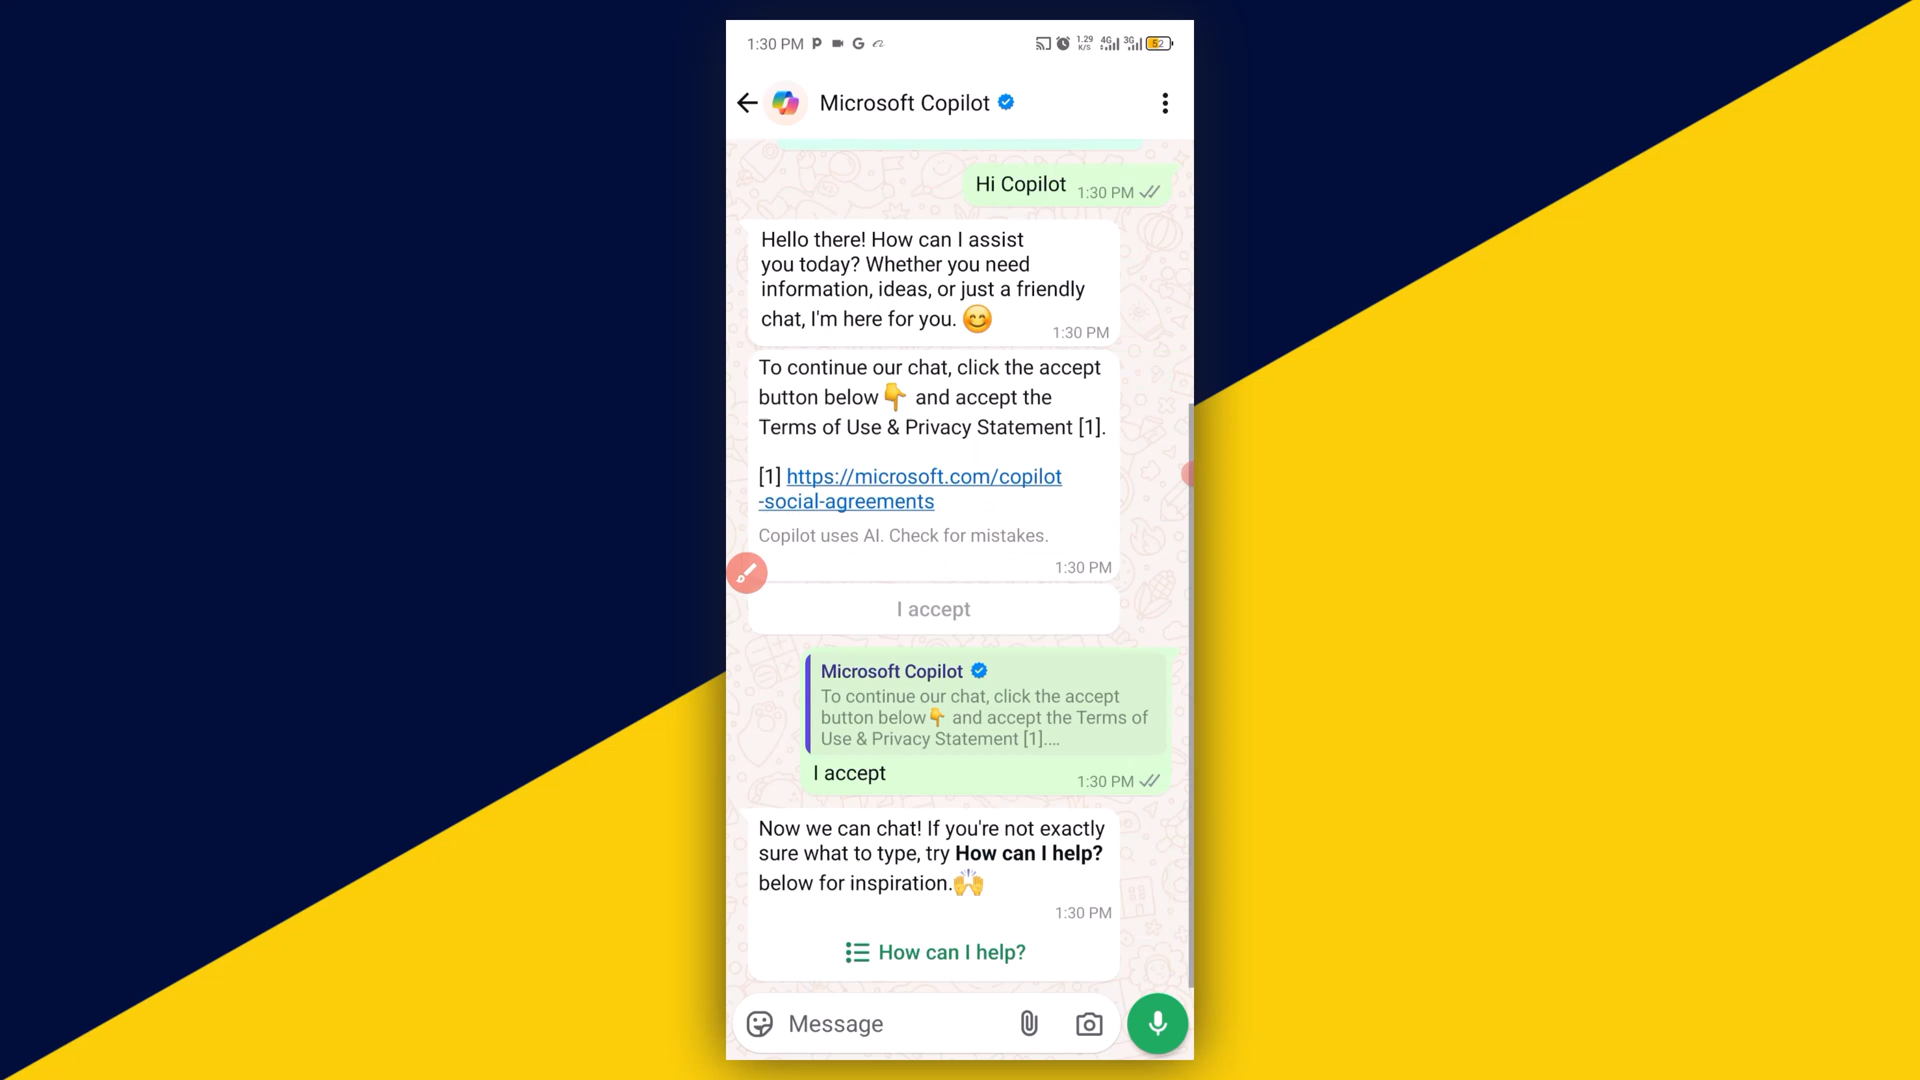 1:30 PM
1.29
K/S
4G
3G
52
Microsoft Copilot
Hi Copilot
1:30 PM
Hello there! How can I assist
you today? Whether you need
information, ideas, or just a friendly
chat, I'm here for you. 😊
1:30 PM
To continue our chat, click the accept
button below👇 and accept the
Terms of Use & Privacy Statement [1].
[1] https://microsoft.com/copilot
-social-agreements
Copilot uses AI. Check for mistakes.
1:30 PM
I accept
Microsoft Copilot
To continue our chat, click the accept
button below👇 and accept the Terms of
Use & Privacy Statement [1]....
I accept
1:30 PM
Now we can chat! If you're not exactly
sure what to type, try How can I help?
below for inspiration.🙌
1:30 PM
How can I help?
Message